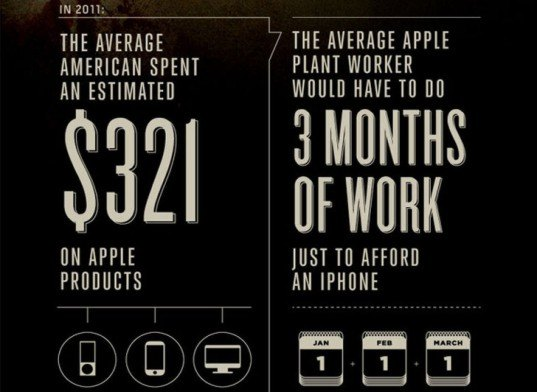 IN 2011:
THE AVERAGE
AMERICAN SPENT
AN ESTIMATED
$321
ON APPLE
PRODUCTS
THE AVERAGE APPLE
PLANT WORKER
WOULD HAVE TO DO
3 MONTHS
OF WORK
JUST TO AFFORD
AN IPHONE
JAN FEB MARCH
1 + 1 + 1